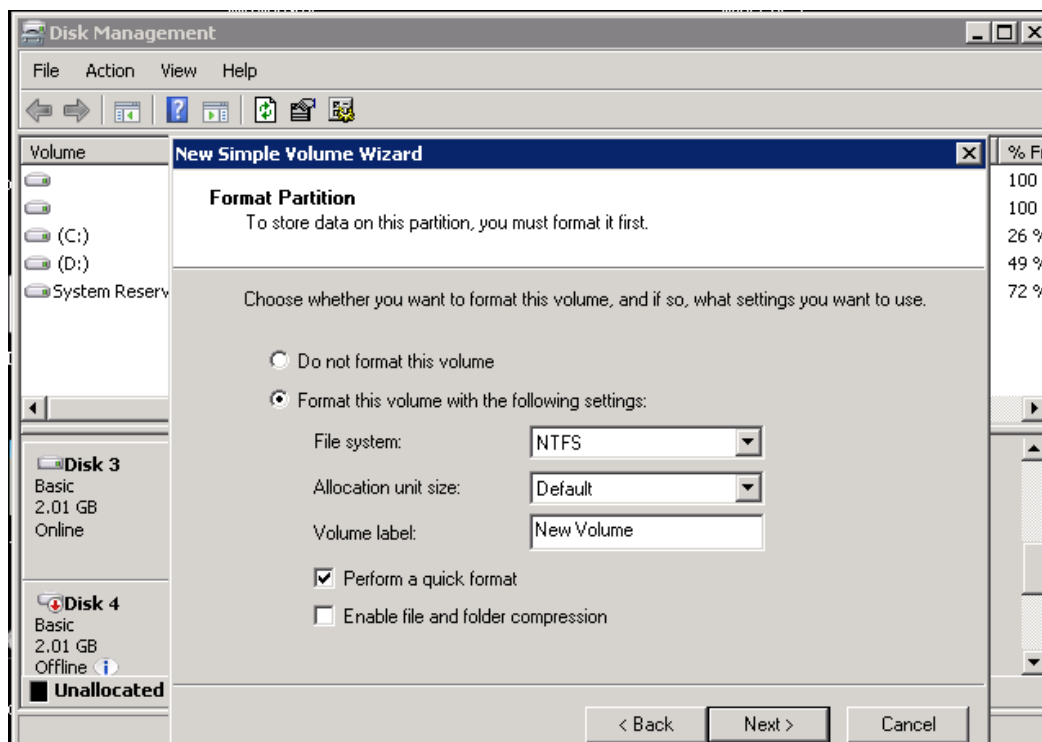 Disk Management
File Action View Help
Volume
% F
New Simple Volume Wizard
Format Partition
To store data on this partition, you must format it first.
100
100
(C:)
26 %
(D:)
49 %
System Reserv
72 %
Choose whether you want to format this volume, and if so, what settings you want to use.
Do not format this volume
Format this volume with the following settings:
File system: NTFS
Allocation unit size: Default
Volume label: New Volume
Perform a quick format
Enable file and folder compression
Disk 3
Basic
2.01 GB
Online
Disk 4
Basic
2.01 GB
Offline
Unallocated
< Back Next > Cancel